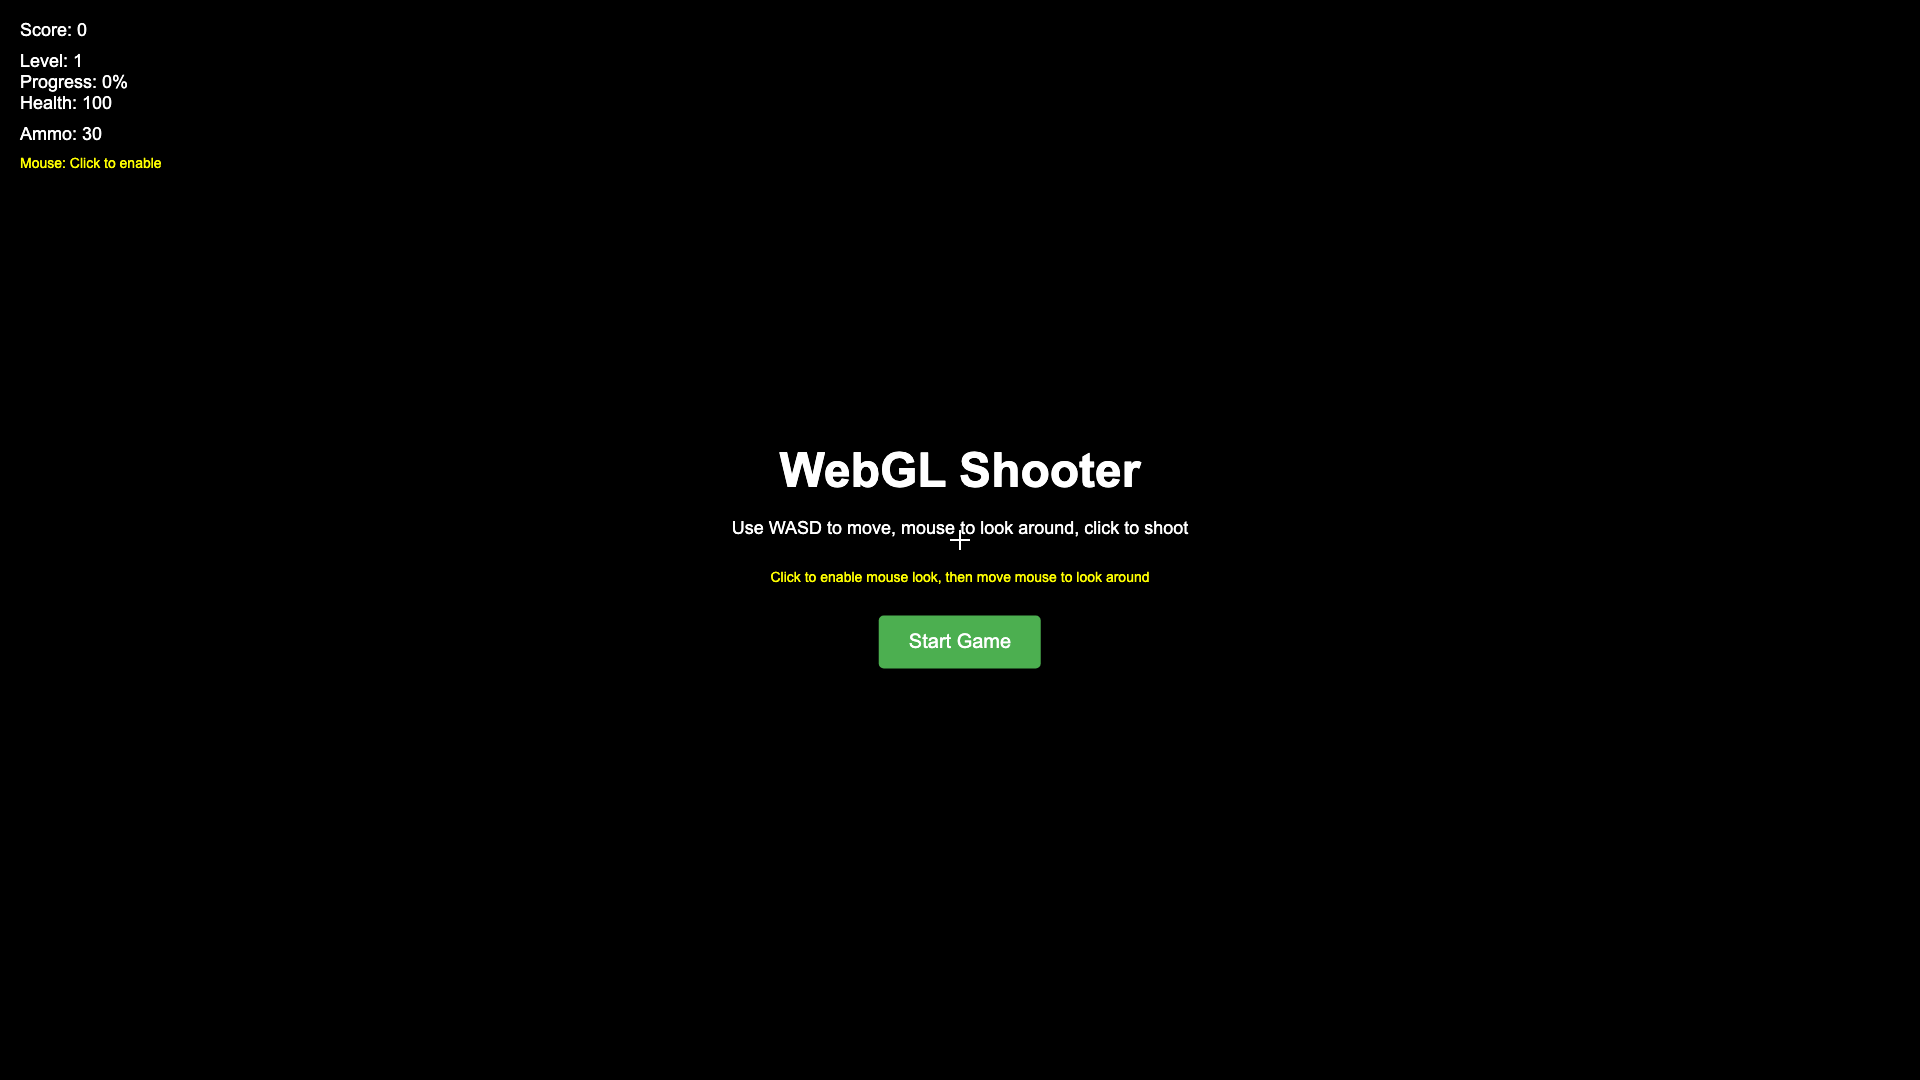 Score: 0
Level: 1
Progress: 0%
Health: 100
Ammo: 30
Mouse: Click to enable
WebGL Shooter
Use WASD to move, mouse to look around, click to shoot
Click to enable mouse look, then move mouse to look around
Start Game